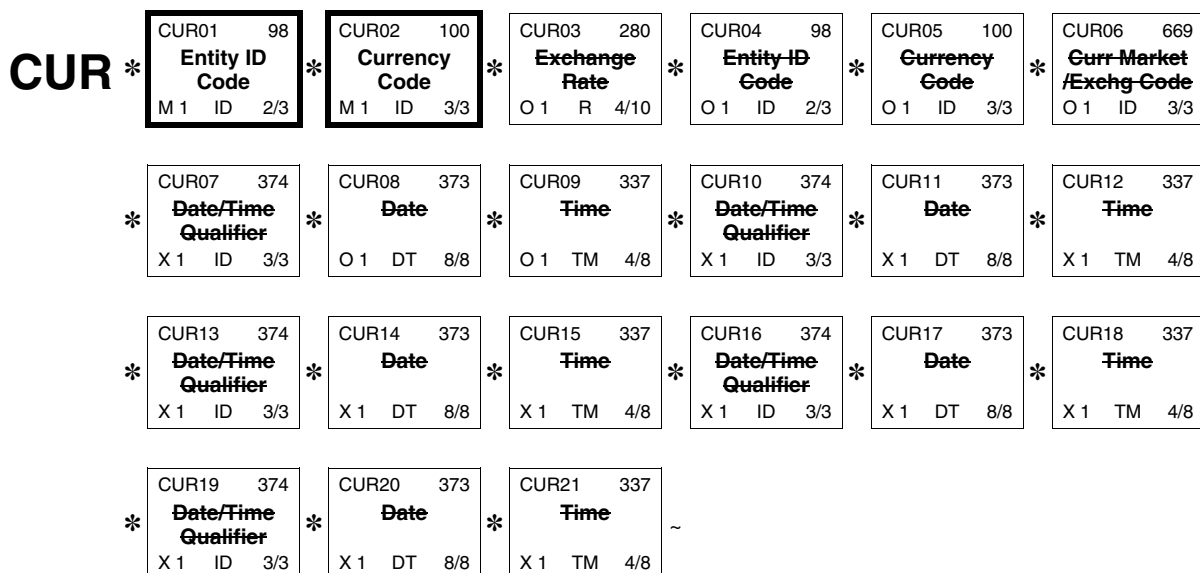 CUR01 98 CUR02 100 CUR03 280 CUR04 98 CUR05 100 CUR06 669
CUR * Entity ID * Currency * Exchange * Entity ID * Currency * Curr Market
Code Code Rate Code Code /Exchg Code
M 1 ID 2/3 M 1 ID 3/3 O 1 R 4/10 O 1 ID 2/3 O 1 ID 3/3 O 1 ID 3/3
CUR07 374 CUR08 373 CUR09 337 CUR10 374 CUR11 373 CUR12 337
* Date/Time * Date * Time * Date/Time * Date * Time
Qualifier Qualifier
X 1 ID 3/3 O 1 DT 8/8 O 1 TM 4/8 X 1 ID 3/3 X 1 DT 8/8 X 1 TM 4/8
CUR13 374 CUR14 373 CUR15 337 CUR16 374 CUR17 373 CUR18 337
* Date/Time * Date * Time * Date/Time * Date * Time
Qualifier Qualifier
X 1 ID 3/3 X 1 DT 8/8 X 1 TM 4/8 X 1 ID 3/3 X 1 DT 8/8 X 1 TM 4/8
CUR19 374 CUR20 373 CUR21 337
* Date/Time * Date * Time ~
Qualifier
X 1 ID 3/3 X 1 DT 8/8 X 1 TM 4/8